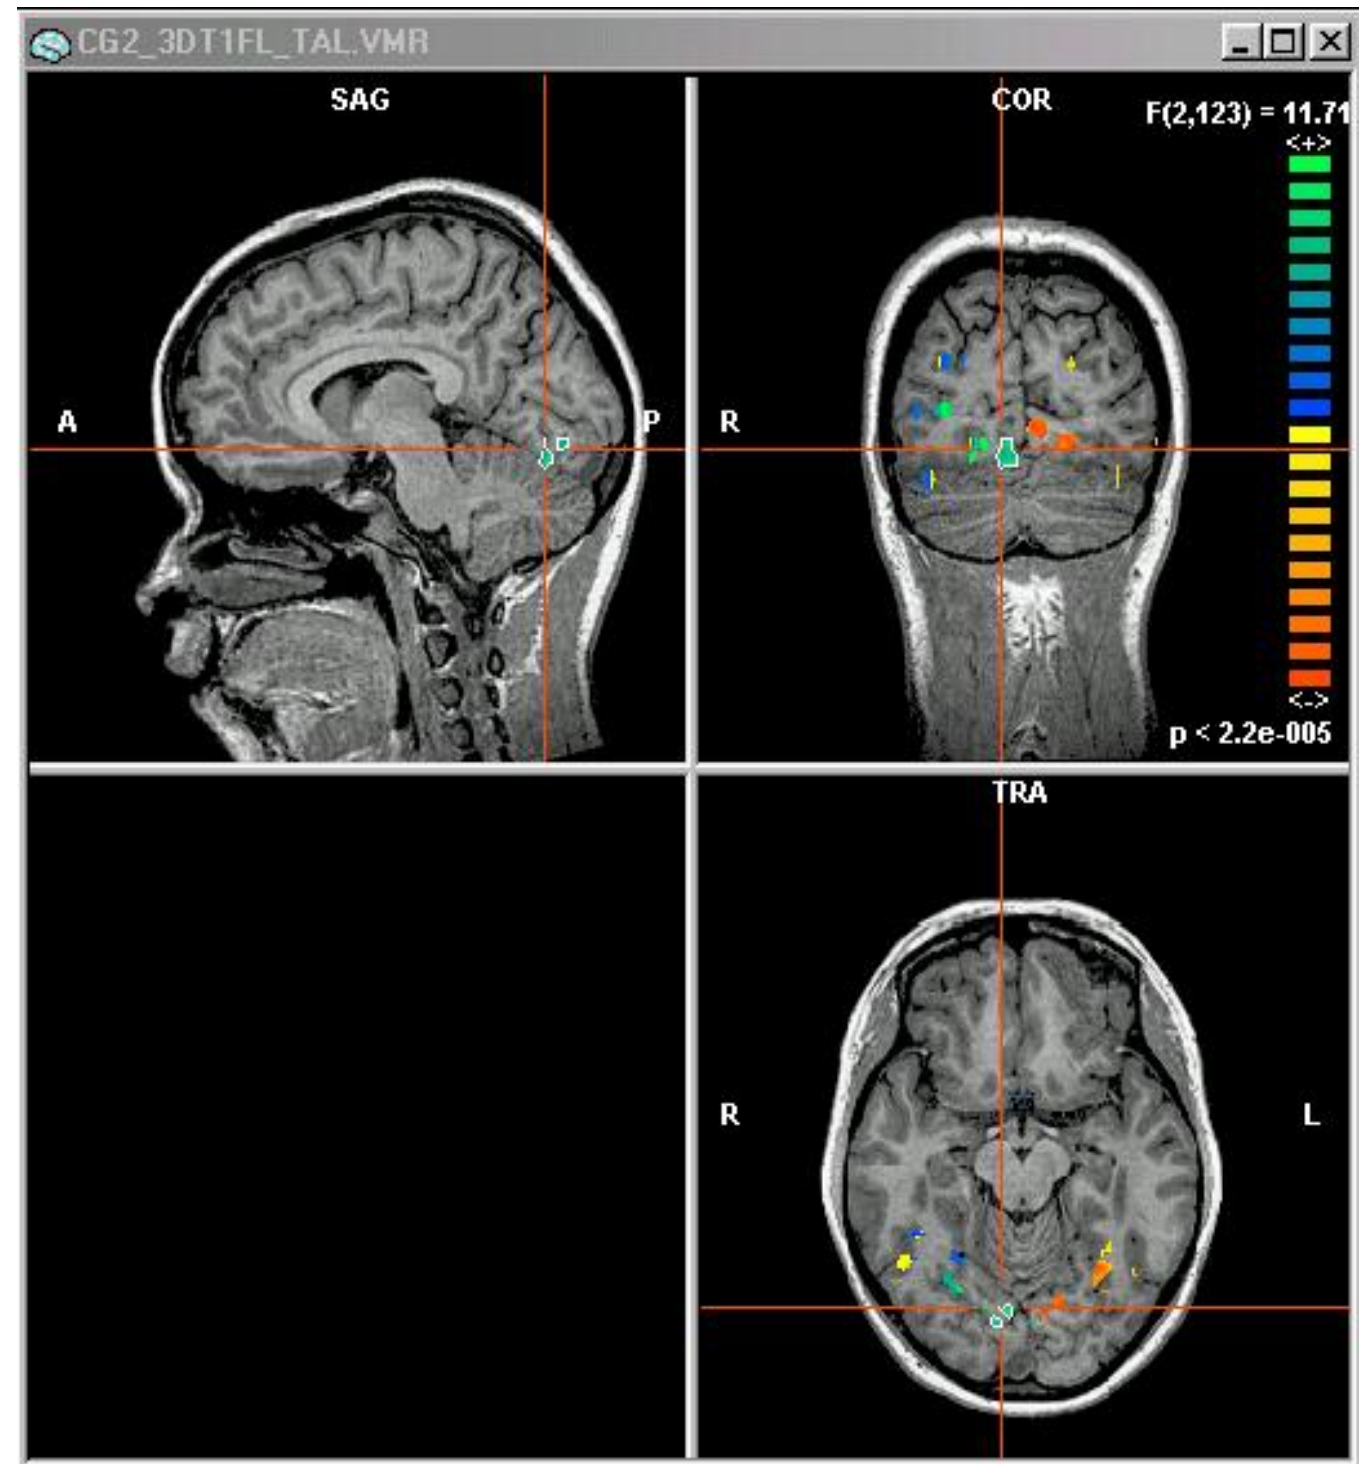 CG2_3DT1FL_TAL.VMR
SAG
A
P
COR
F(2,123) = 11.71
<+>
R
<->
p < 2.2e-005
TRA
R
L